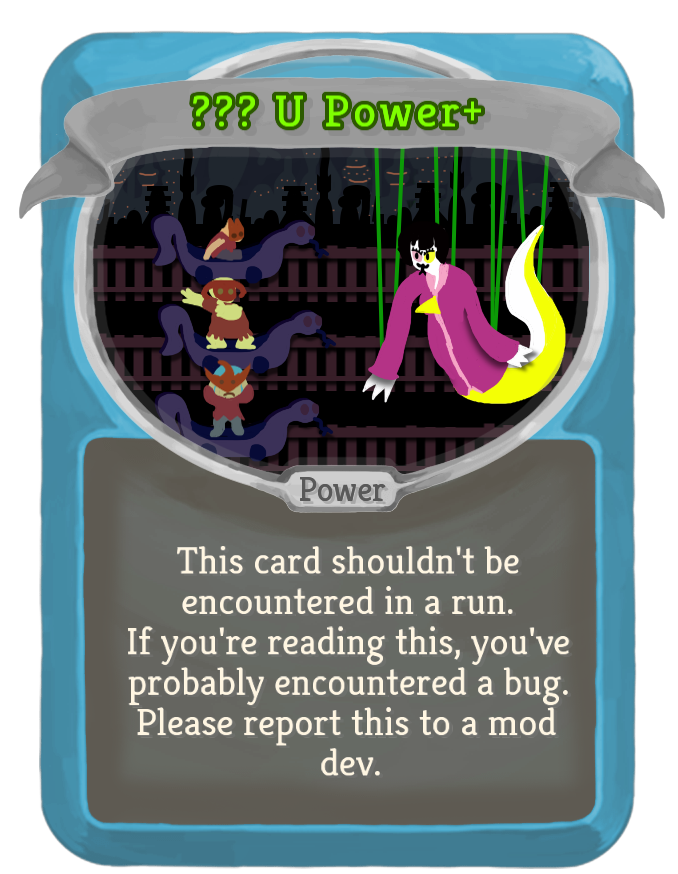 ??? U Power+
Power
This card shouldn't be
encountered in a run.
If you're reading this, you've
probably encountered a bug.
Please report this to a mod
dev.